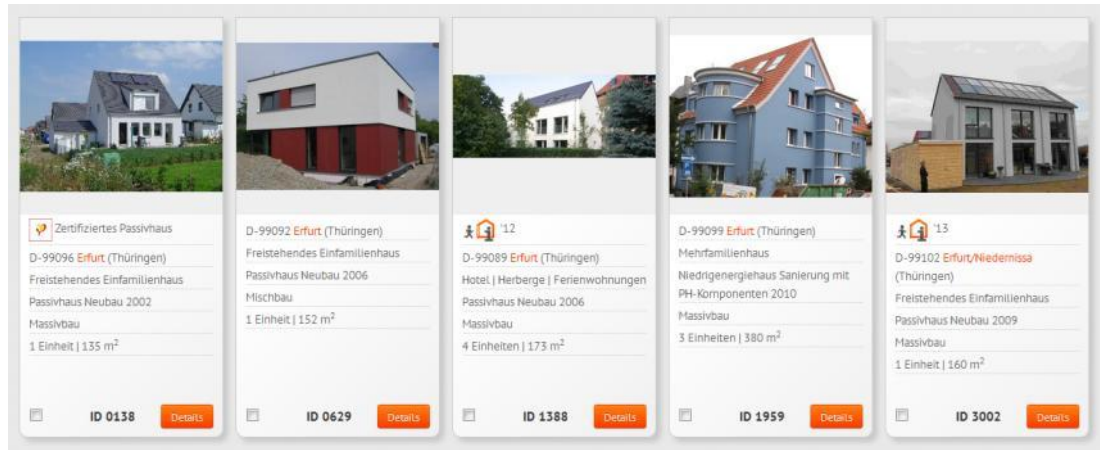 Zertifiziertes Passivhaus
D-99096 Erfurt (Thüringen)
Freistehendes Einfamilienhaus
Passivhaus Neubau 2002
Massivbau
1 Einheit | 135 m²
ID 0138
Details
D-99092 Erfurt (Thüringen)
Freistehendes Einfamilienhaus
Passivhaus Neubau 2006
Mischbau
1 Einheit | 152 m²
ID 0629
Details
'12
D-99089 Erfurt (Thüringen)
Hotel | Herberge | Ferienwohnungen
Passivhaus Neubau 2006
Massivbau
4 Einheiten | 173 m²
ID 1388
Details
D-99099 Erfurt (Thüringen)
Mehrfamilienhaus
Niedrigenergiehaus Sanierung mit
PH-Komponenten 2010
Massivbau
3 Einheiten | 380 m²
ID 1959
Details
'13
D-99102 Erfurt/Niedernissa
(Thüringen)
Freistehendes Einfamilienhaus
Passivhaus Neubau 2009
Massivbau
1 Einheit | 160 m²
ID 3002
Details